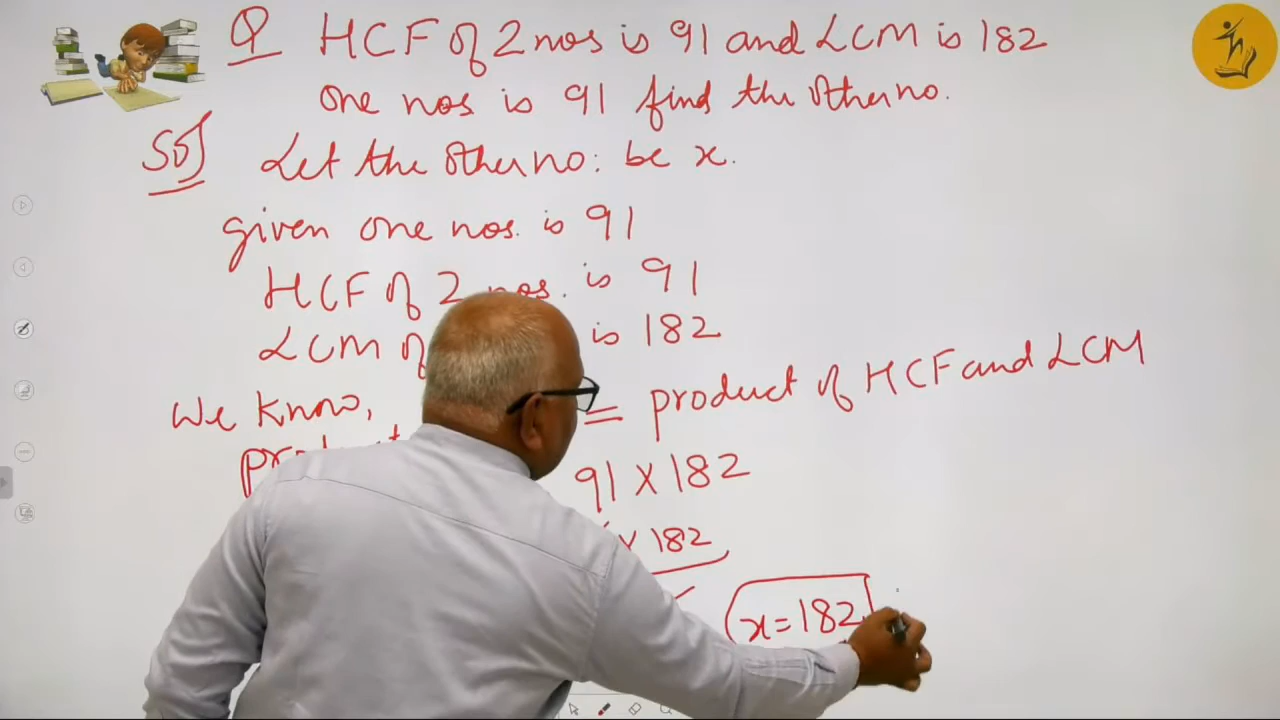 Q HCF of 2 nos is 91 and LCM is 182
one nos is 91 find the other no.
Sol Let the other no: be x.
given one nos. is 91
HCF of 2 nos. is 91
LCM of is 182
We know,
product = product of HCF and LCM
91 x 182
x 182
x = 182